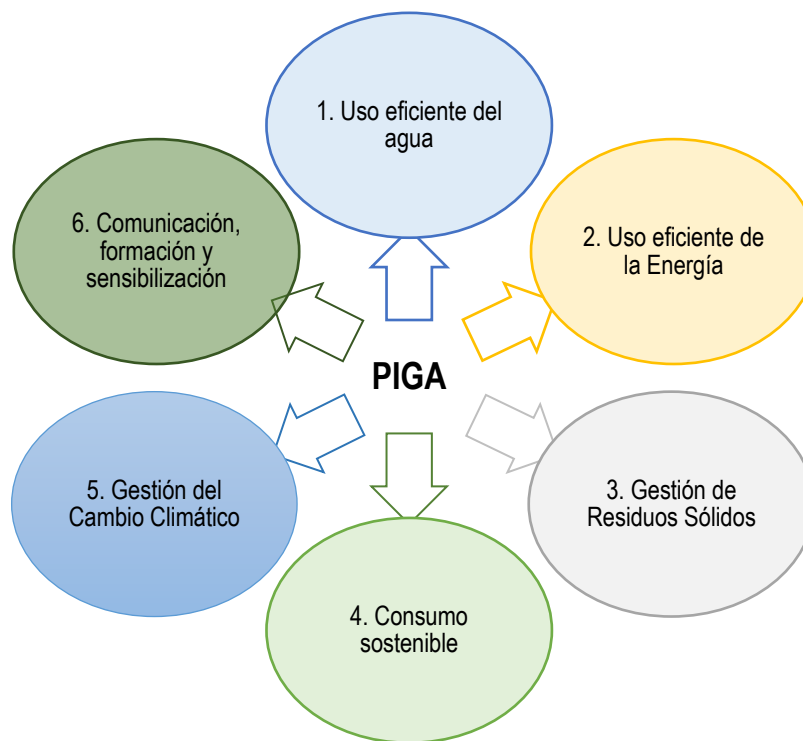 1. Uso eficiente del
agua
2. Uso eficiente de
la Energía
3. Gestión de
Residuos Sólidos
4. Consumo
sostenible
5. Gestión del
Cambio Climático
6. Comunicación,
formación y
sensibilización
PIGA